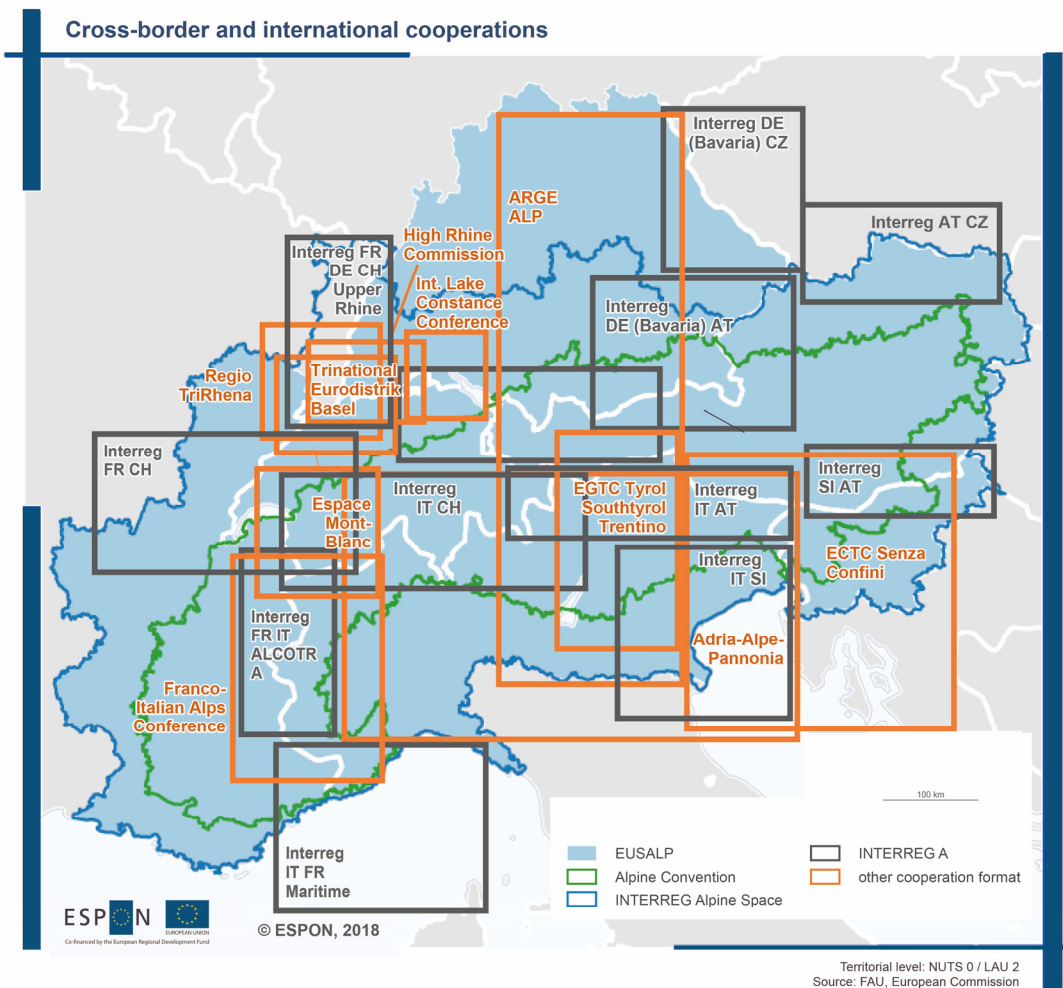 Cross-border and international cooperations
Interreg DE
(Bavaria) CZ
ARGE
ALP
Interreg AT CZ
High Rhine
Commission
Interreg FR
DE CH
Upper
Rhine
Int. Lake
Constance
Conference
Interreg
DE (Bavaria) AT
Regio
TriRhena
Trinational
Eurodistrik
Basel
Interreg
FR CH
Interreg
SI AT
Interreg
IT CH
EGTC Tyrol
Southtyrol
Trentino
Interreg
IT AT
Espace
Mont-
Blanc
ECTC Senza
Confini
Interreg
IT SI
Interreg
FR IT
ALCOTR
A
Adria-Alpe-
Pannonia
Franco-
Italian Alps
Conference
100 km
Interreg
IT FR
Maritime
EUSALP
Alpine Convention
INTERREG Alpine Space
INTERREG A
other cooperation format
ESPON
EUROPEAN UNION
Co-financed by the European Regional Development Fund
© ESPON, 2018
Territorial level: NUTS 0 / LAU 2
Source: FAU, European Commission